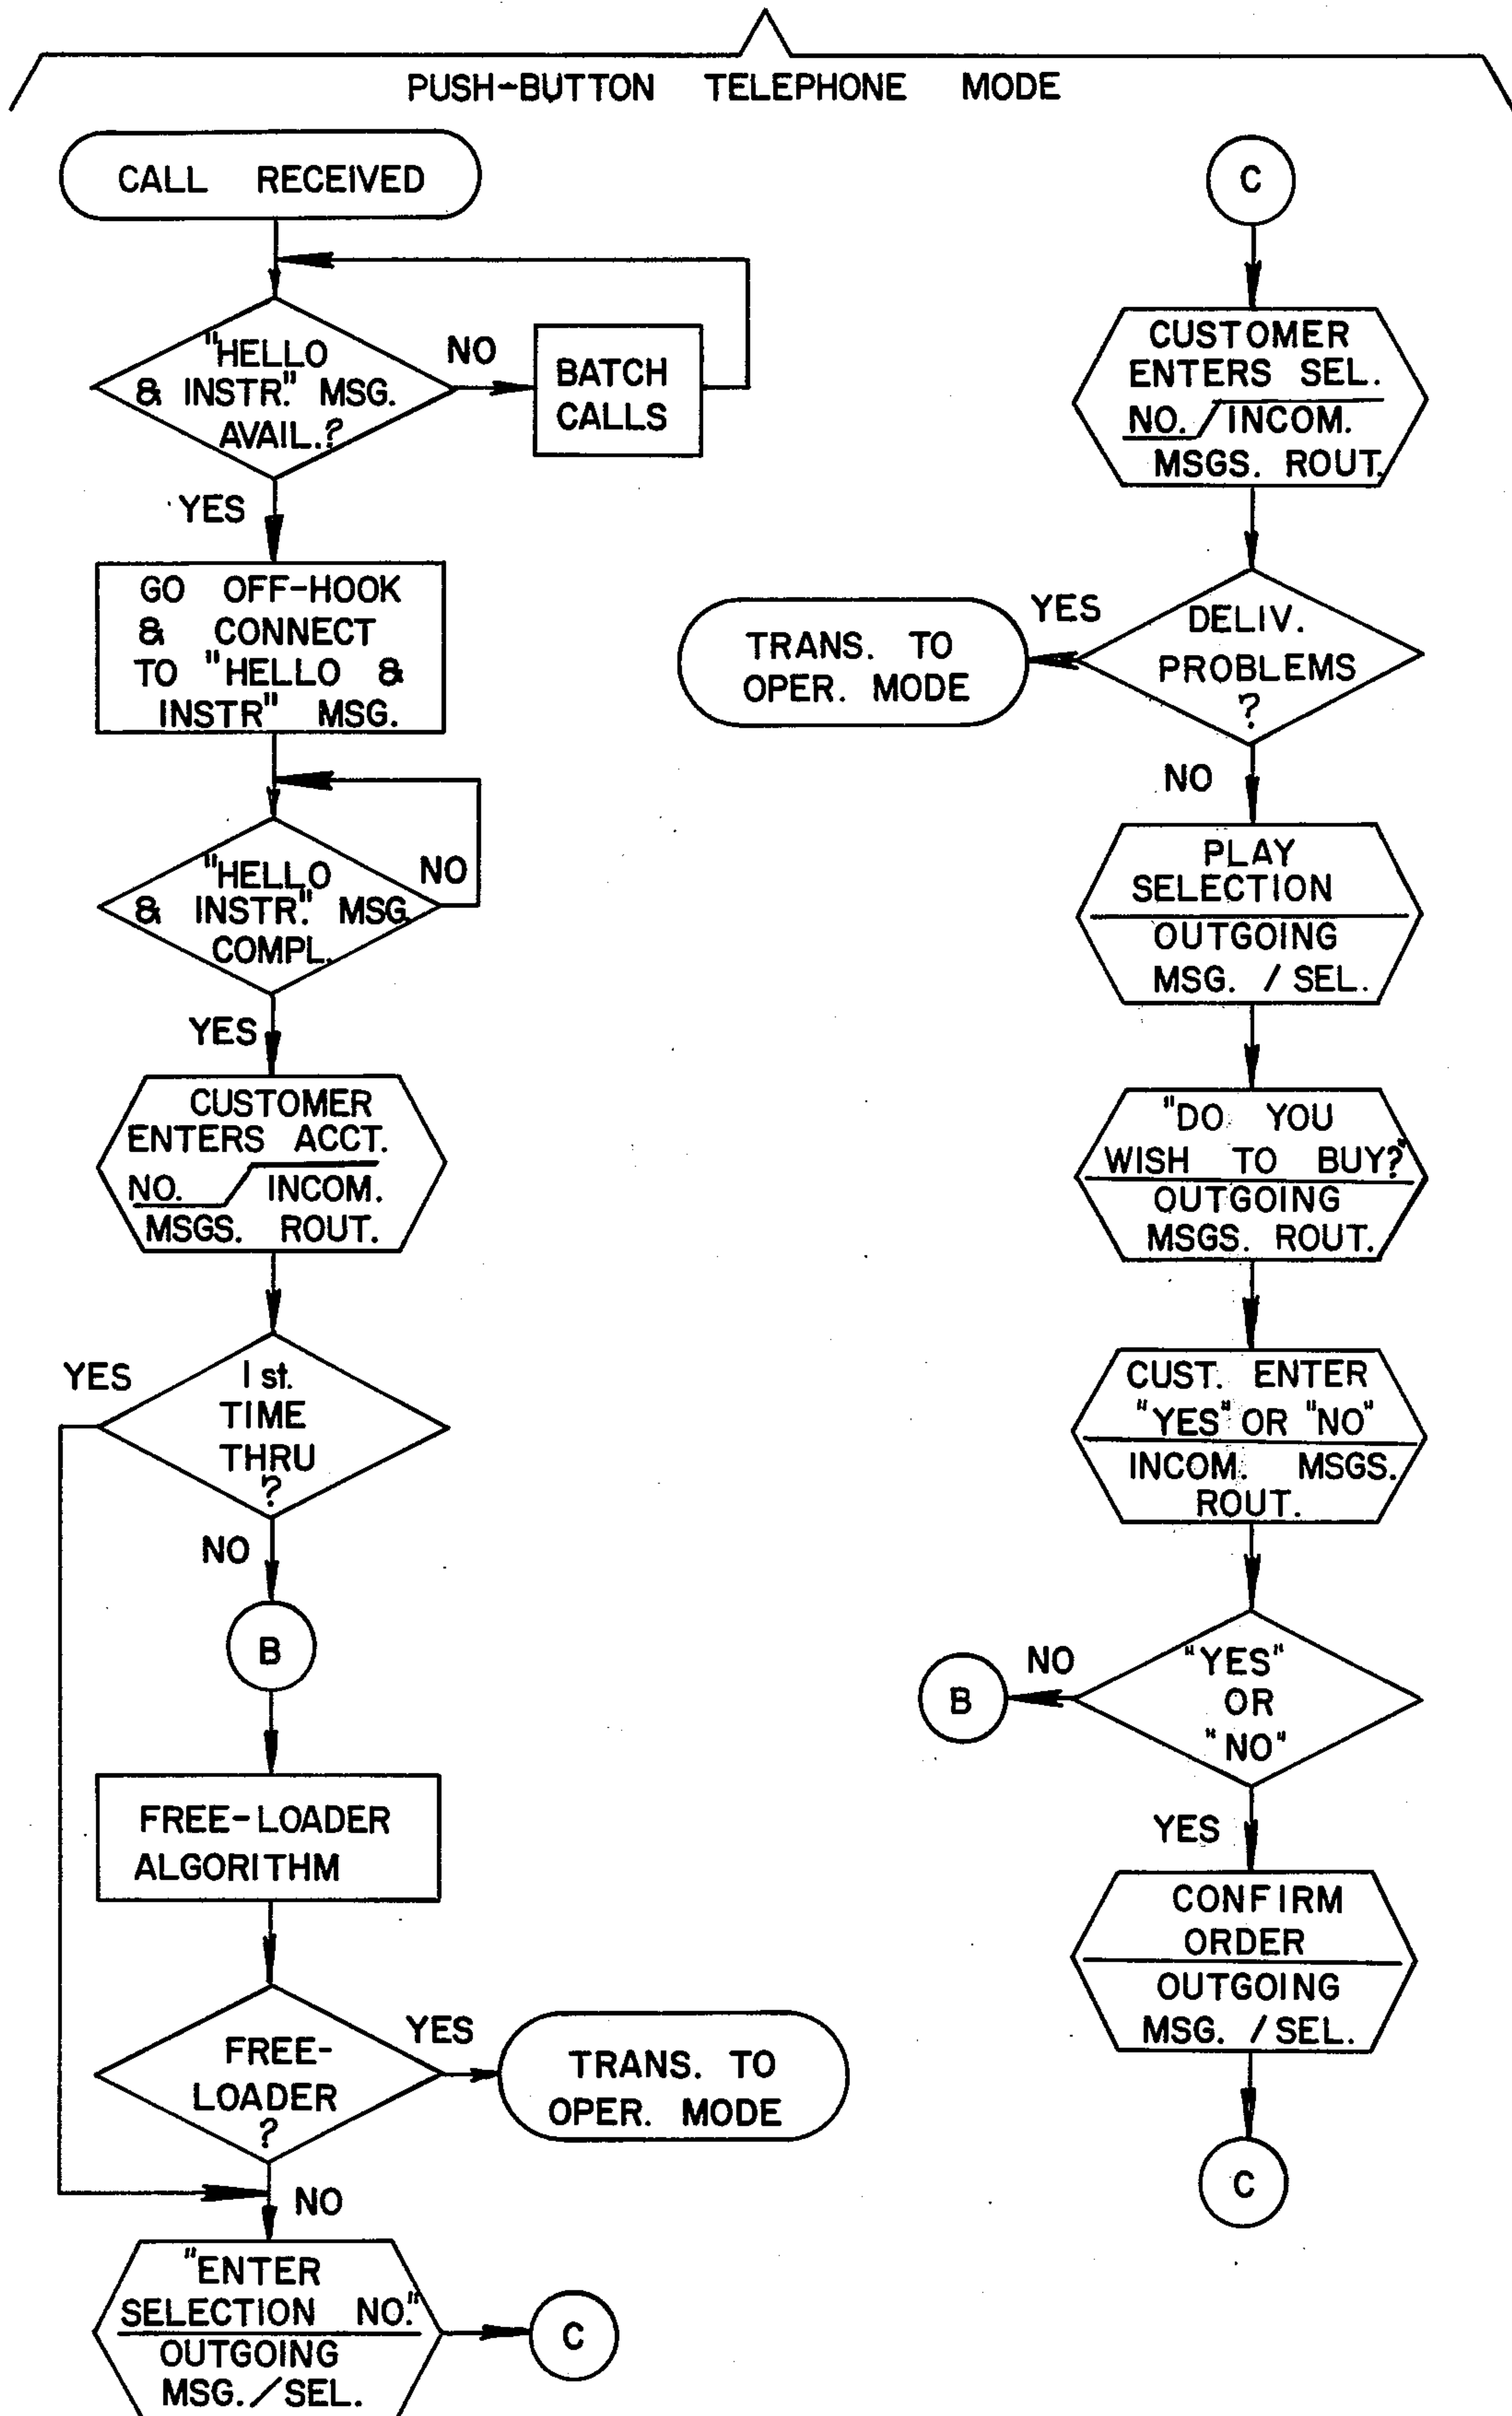 PUSH-BUTTON TELEPHONE MODE
CALL RECEIVED
"HELLO
& INSTR." MSG.
AVAIL.?
NO
BATCH
CALLS
YES
GO OFF-HOOK
& CONNECT
TO "HELLO &
INSTR" MSG.
"HELLO
& INSTR." MSG.
COMPL.
NO
YES
CUSTOMER
ENTERS ACCT.
NO. / INCOM.
MSGS. ROUT.
YES
1 st.
TIME
THRU
?
NO
B
FREE-LOADER
ALGORITHM
FREE-
LOADER
?
YES
TRANS. TO
OPER. MODE
NO
"ENTER
SELECTION NO."
OUTGOING
MSG./SEL.
C
C
CUSTOMER
ENTERS SEL.
NO. / INCOM.
MSGS. ROUT.
DELIV.
PROBLEMS
?
YES
TRANS. TO
OPER. MODE
NO
PLAY
SELECTION
OUTGOING
MSG. / SEL.
"DO YOU
WISH TO BUY?"
OUTGOING
MSGS. ROUT.
CUST. ENTER
"YES" OR "NO"
INCOM. MSGS.
ROUT.
"YES"
OR
"NO"
NO
B
YES
CONFIRM
ORDER
OUTGOING
MSG. / SEL.
C